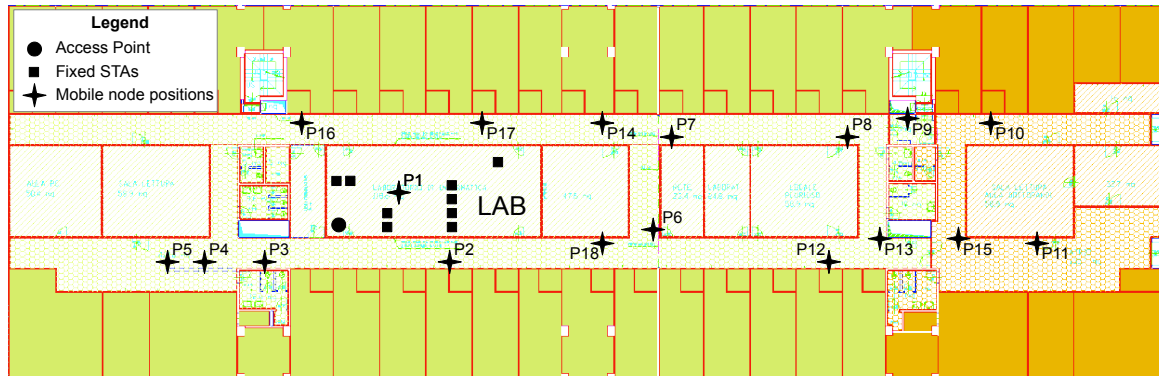 Legend
Access Point
Fixed STAs
Mobile node positions
P16
P17
P14
P7
P8
P9
P10
P1
LAB
P6
P5
P4
P3
P2
P18
P12
P13
P15
P11